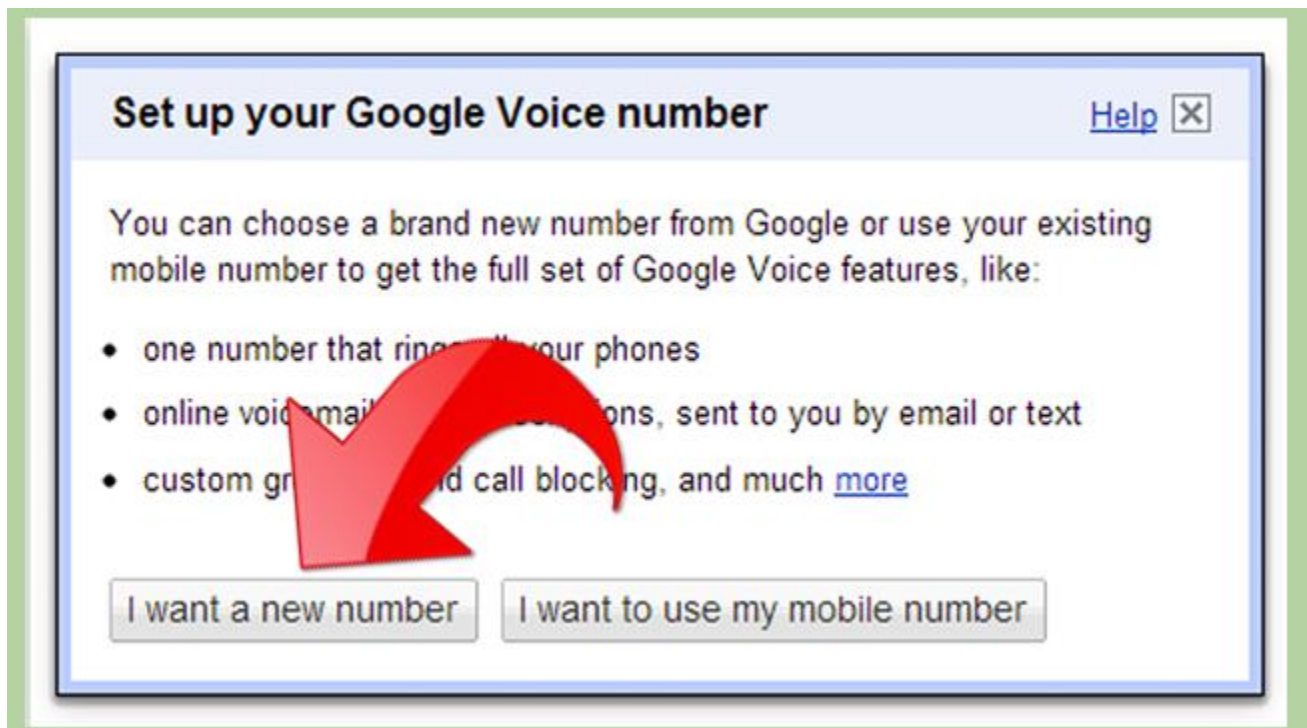 Set up your Google Voice number
Help
You can choose a brand new number from Google or use your existing
mobile number to get the full set of Google Voice features, like:
• one number that rings your phones
• online sent to you by email or text
• custom call blocking, and much more
I want a new number
I want to use my mobile number